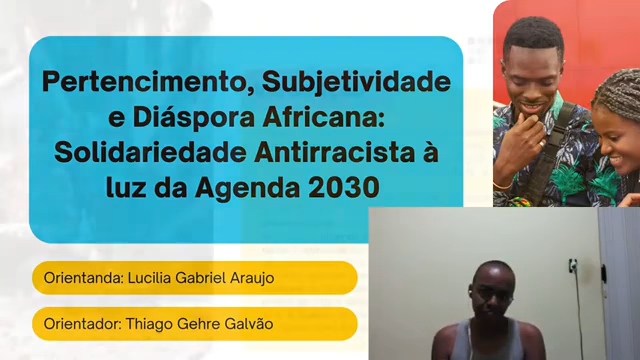 Pertencimento, Subjetividade
e Diáspora Africana:
Solidariedade Antirracista à
luz da Agenda 2030
Orientanda: Lucilia Gabriel Araujo
Orientador: Thiago Gehre Galvão